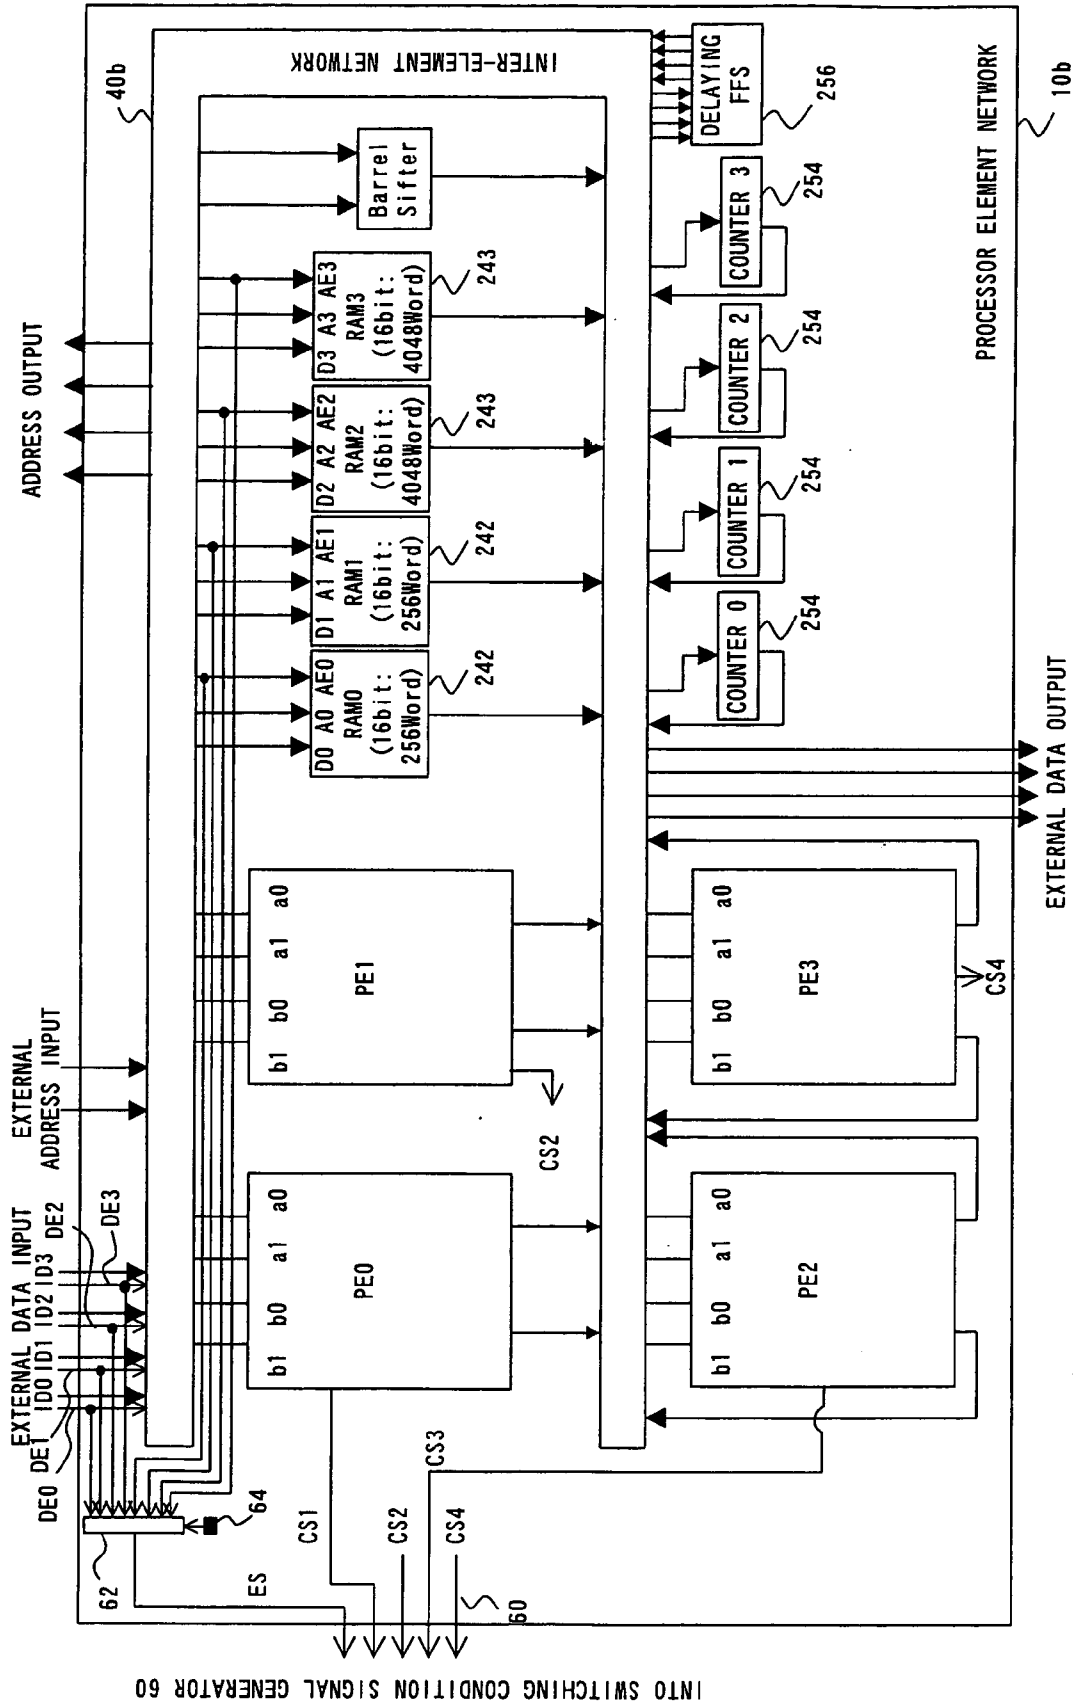 EXTERNAL DATA INPUT
DE0
DE1
ID0
ID1
DE2
ID2
ID3
DE3
EXTERNAL
ADDRESS INPUT
ADDRESS OUTPUT
40b
62
64
ES
INTER-ELEMENT NETWORK
b1 b0 a1 a0
PE0
b1 b0 a1 a0
PE1
D0 A0 AE0
RAM0
(16bit:
256Word)
242
D1 A1 AE1
RAM1
(16bit:
256Word)
242
D2 A2 AE2
RAM2
(16bit:
4048Word)
243
D3 A3 AE3
RAM3
(16bit:
4048Word)
243
Barrel
Sifter
CS1
CS2
CS2
CS3
CS4
60
INTO SWITCHING CONDITION SIGNAL GENERATOR 60
b1 b0 a1 a0
PE2
b1 b0 a1 a0
PE3
CS4
COUNTER 0
254
COUNTER 1
254
COUNTER 2
254
COUNTER 3
254
DELAYING
FFS
256
EXTERNAL DATA OUTPUT
PROCESSOR ELEMENT NETWORK
10b